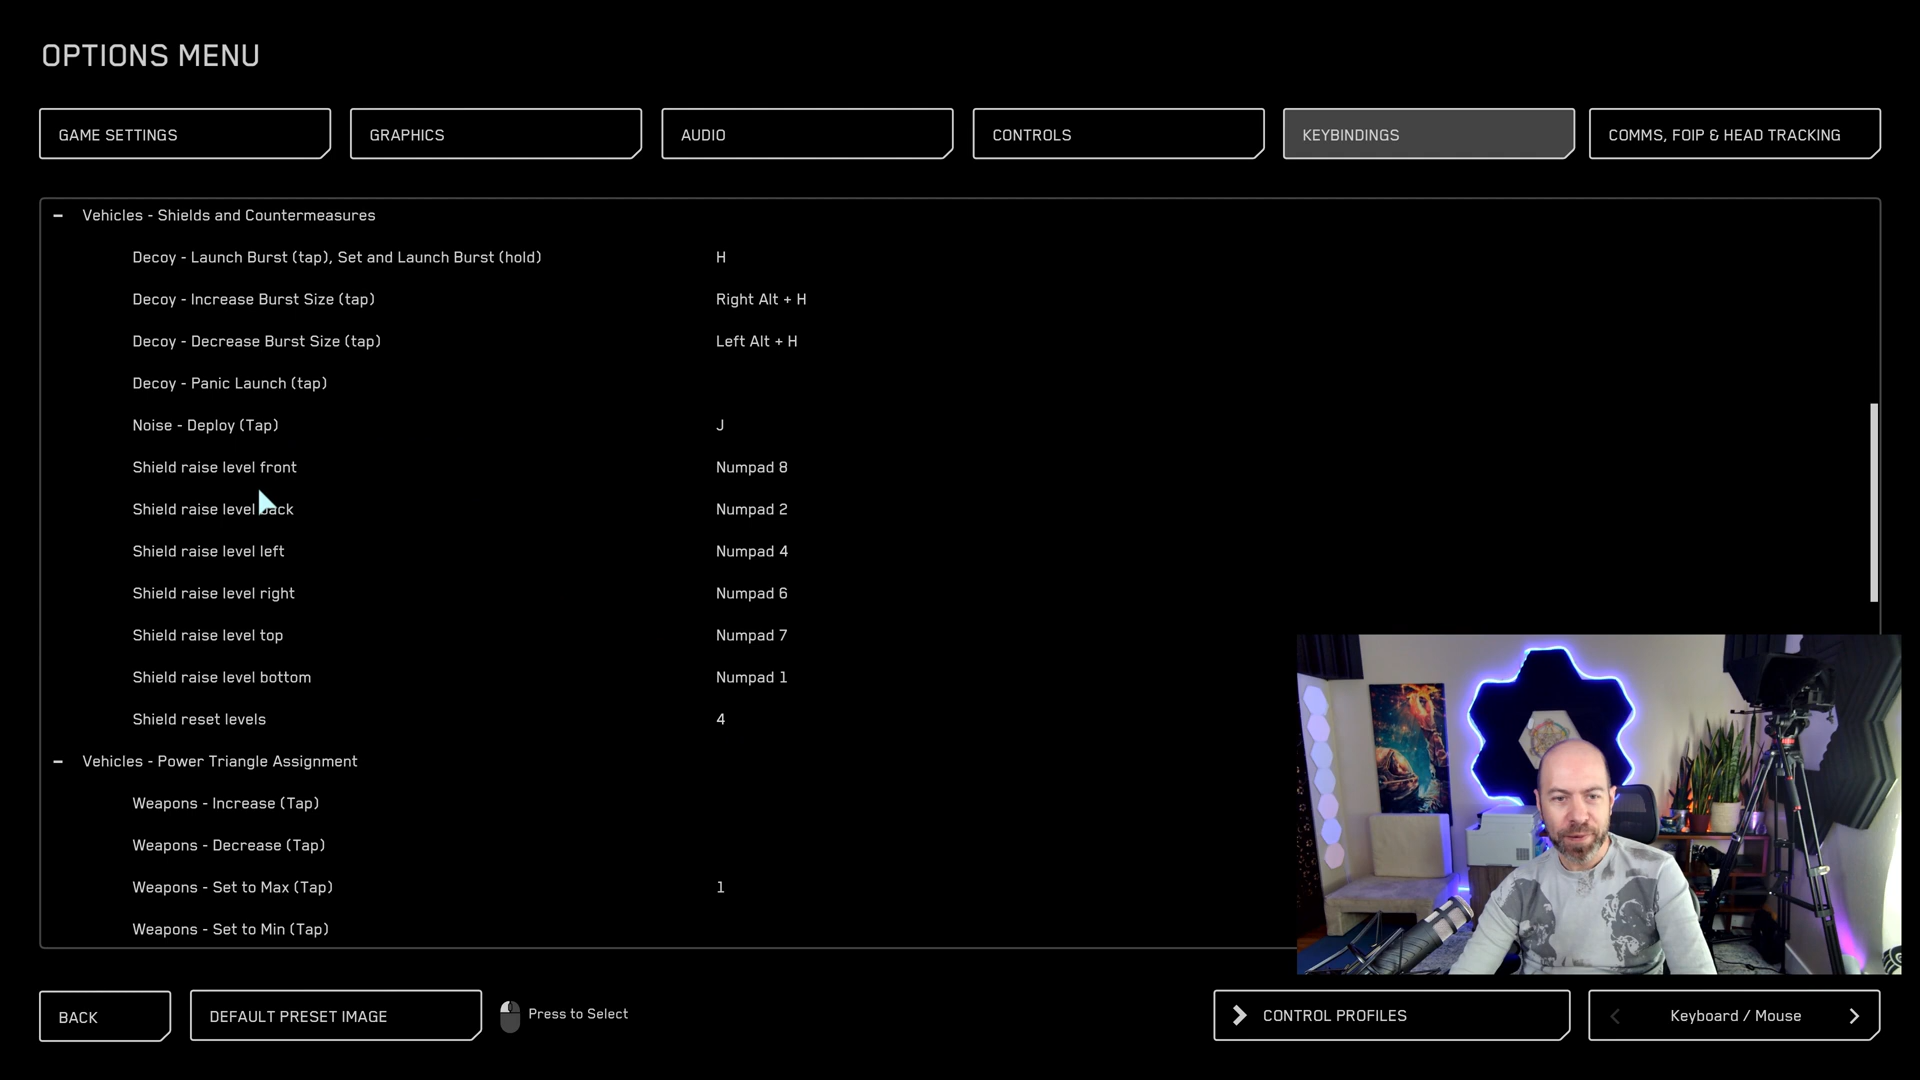 OPTIONS MENU
GAME SETTINGS
GRAPHICS
AUDIO
CONTROLS
KEYBINDINGS
COMMS, FOIP & HEAD TRACKING
Vehicles - Shields and Countermeasures
Decoy - Launch Burst (tap), Set and Launch Burst (hold) H
Decoy - Increase Burst Size (tap) Right Alt + H
Decoy - Decrease Burst Size (tap) Left Alt + H
Decoy - Panic Launch (tap)
Noise - Deploy (Tap) J
Shield raise level front Numpad 8
Shield raise level back Numpad 2
Shield raise level left Numpad 4
Shield raise level right Numpad 6
Shield raise level top Numpad 7
Shield raise level bottom Numpad 1
Shield reset levels 4
Vehicles - Power Triangle Assignment
Weapons - Increase (Tap)
Weapons - Decrease (Tap)
Weapons - Set to Max (Tap) 1
Weapons - Set to Min (Tap)
BACK
DEFAULT PRESET IMAGE
Press to Select
CONTROL PROFILES
Keyboard / Mouse